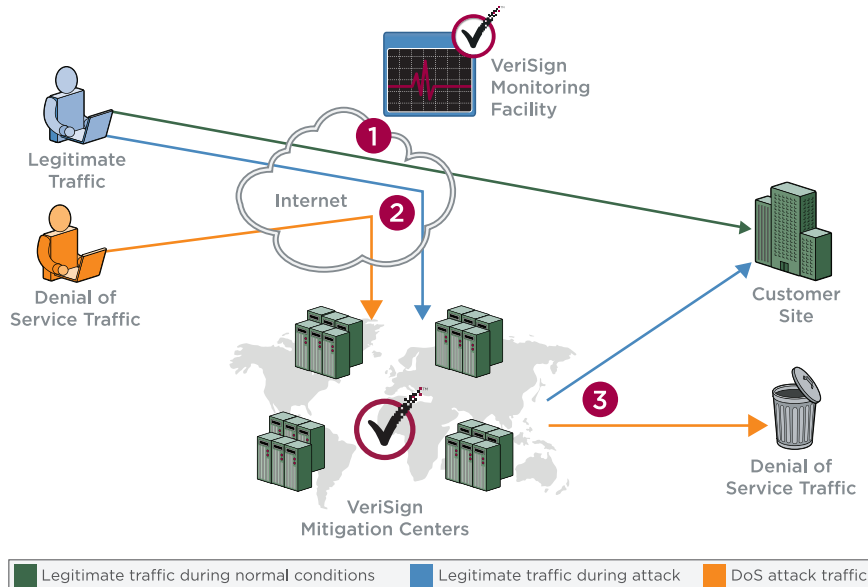 VeriSign
Monitoring
Facility
1
Legitimate
Traffic
Internet
2
Denial of
Service Traffic
Customer
Site
3
VeriSign
Mitigation Centers
Denial of
Service Traffic
Legitimate traffic during normal conditions
Legitimate traffic during attack
DoS attack traffic